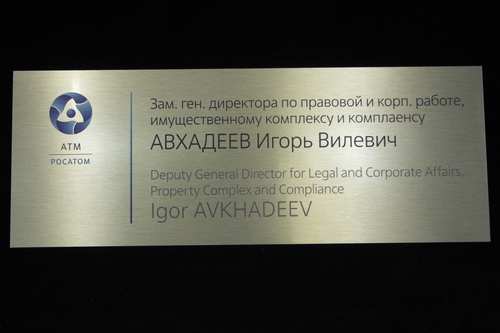 АТМ
РОСАТОМ
Зам. ген. директора по правовой и корп. работе,
имущественному комплексу и комплаенсу
АВХАДЕЕВ Игорь Вилевич
Deputy General Director for Legal and Corporate Affairs,
Property Complex and Compliance
Igor AVKHADEEV